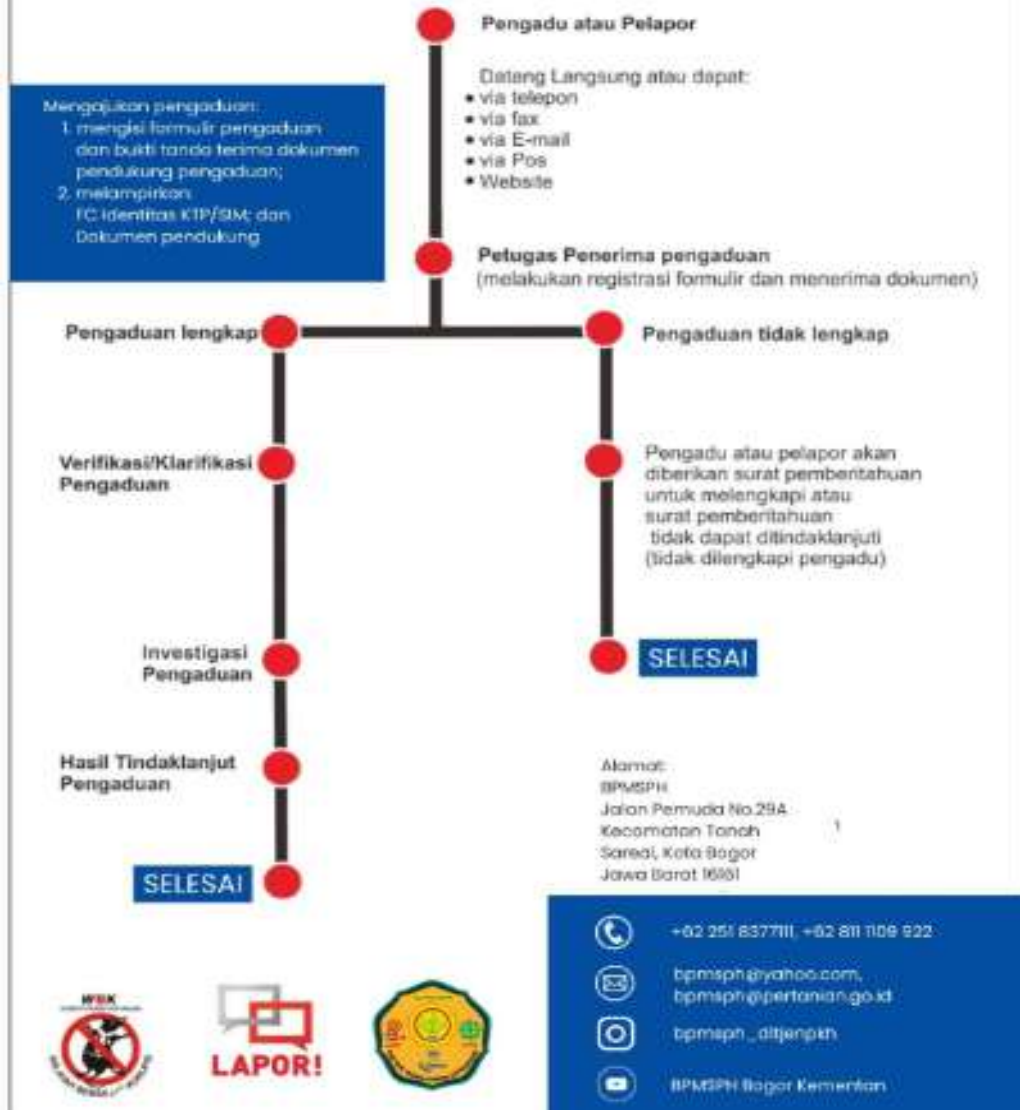 Pengadu atau Pelapor
Datang Langsung atau dapat:
• via telepon
• via fax
• via E-mail
• via Pos
• Website
Mengajukan pengaduan:
1. mengisi formulir pengaduan
dan bukti tanda terima dokumen
pendukung pengaduan;
2. melampirkan
FC Identitas KTP/SIM; dan
Dokumen pendukung
Petugas Penerima pengaduan
(melakukan registrasi formulir dan menerima dokumen)
Pengaduan lengkap
Pengaduan tidak lengkap
Verifikasi/Klarifikasi
Pengaduan
Pengadu atau pelapor akan
diberikan surat pemberitahuan
untuk melengkapi atau
surat pemberitahuan
tidak dapat ditindaklanjuti
(tidak dilengkapi pengadu)
Investigasi
Pengaduan
SELESAI
Hasil Tindaklanjut
Pengaduan
SELESAI
Alamat:
BPMSPH
Jalan Pemuda No.29A
Kecamatan Tanah
Sareal, Kota Bogor
Jawa Barat 16161
1
+62 251 8377111, +62 811 1109 922
bpmsph@yahoo.com,
bpmsph@pertanian.go.id
bpmsph_ditjenpkh
BPMSPH Bogor Kementan
WBK
LAPOR!